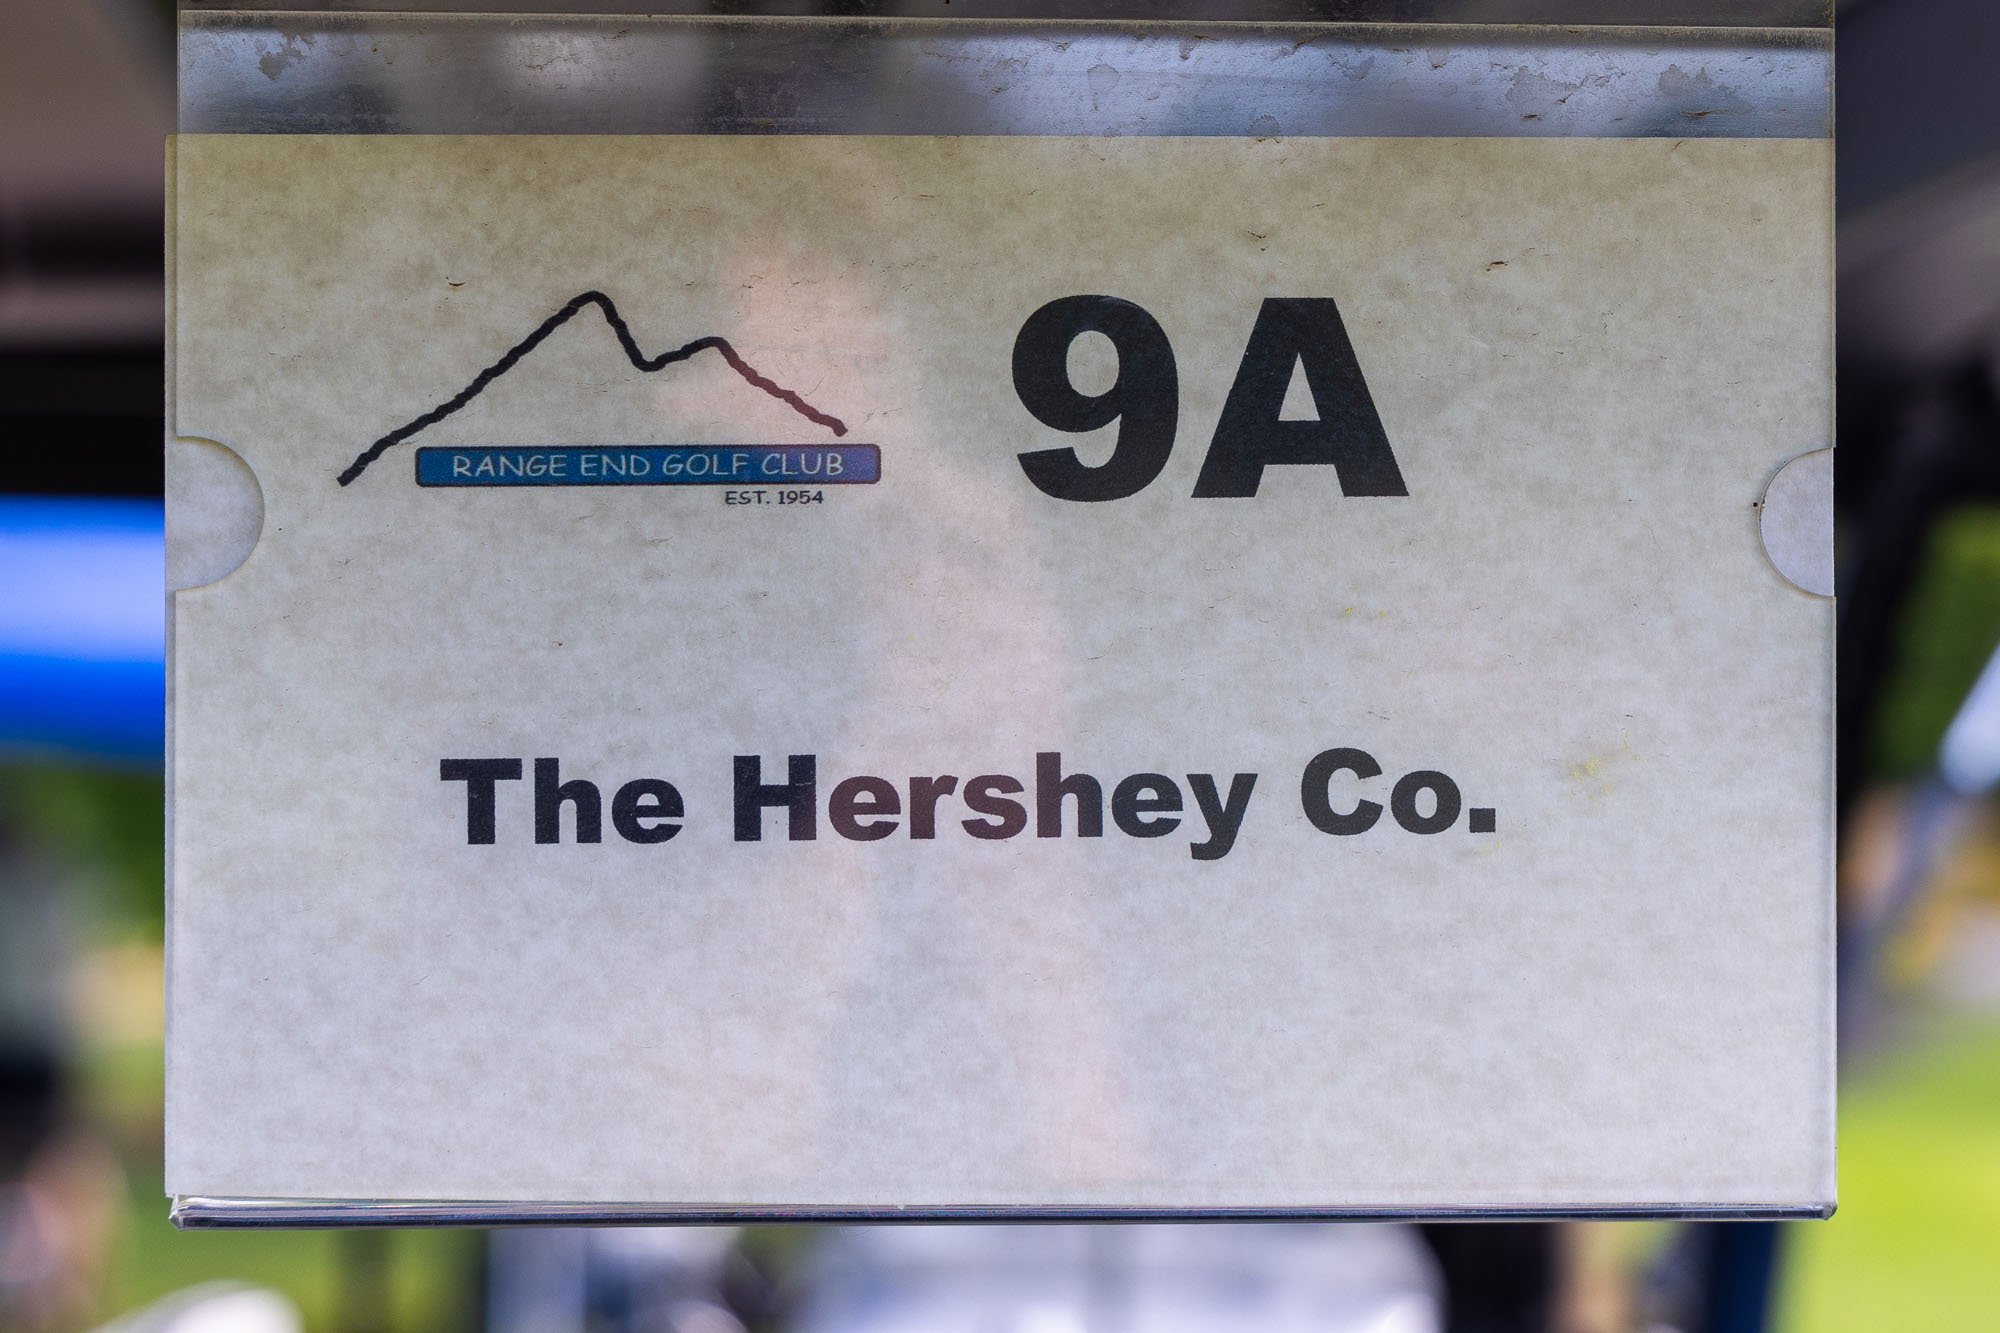 RANGE END GOLF CLUB
EST. 1954
9A
The Hershey Co.